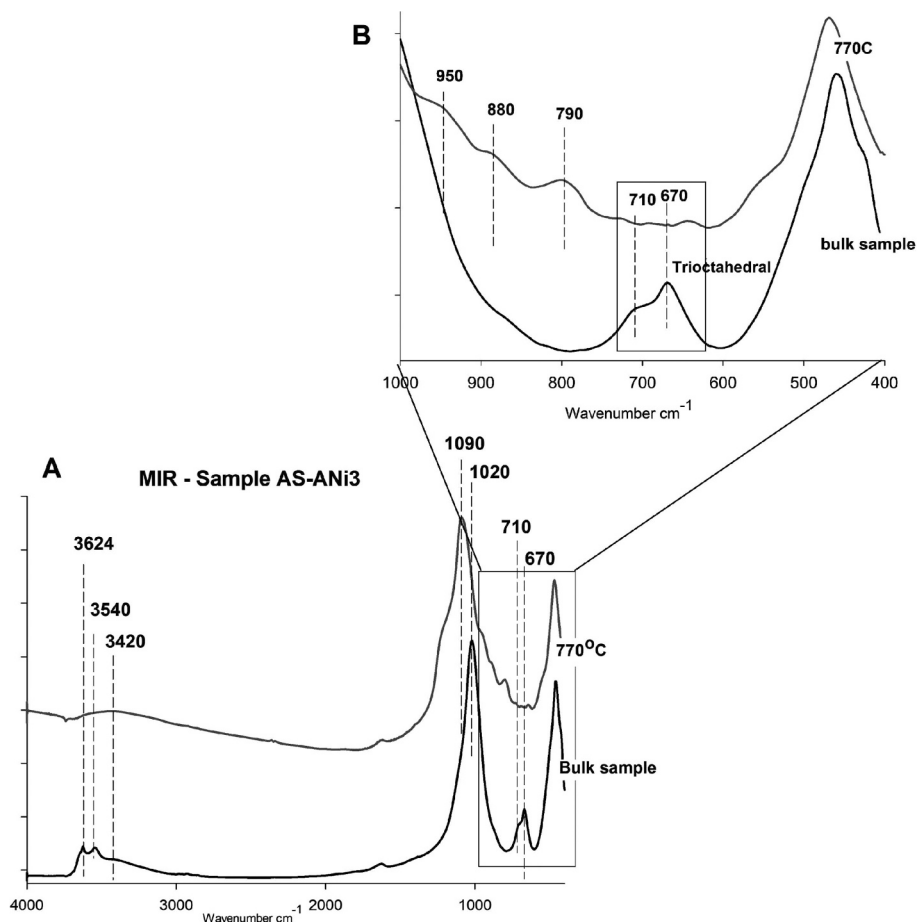 B
770C
950
880
790
710 670
Trioctahedral
bulk sample
1000 900 800 700 600 500 400
Wavenumber cm⁻¹
A
MIR - Sample AS-ANi3
1090
1020
710
670
3624
3540
3420
770°C
Bulk sample
4000 3000 2000 1000
Wavenumber cm⁻¹